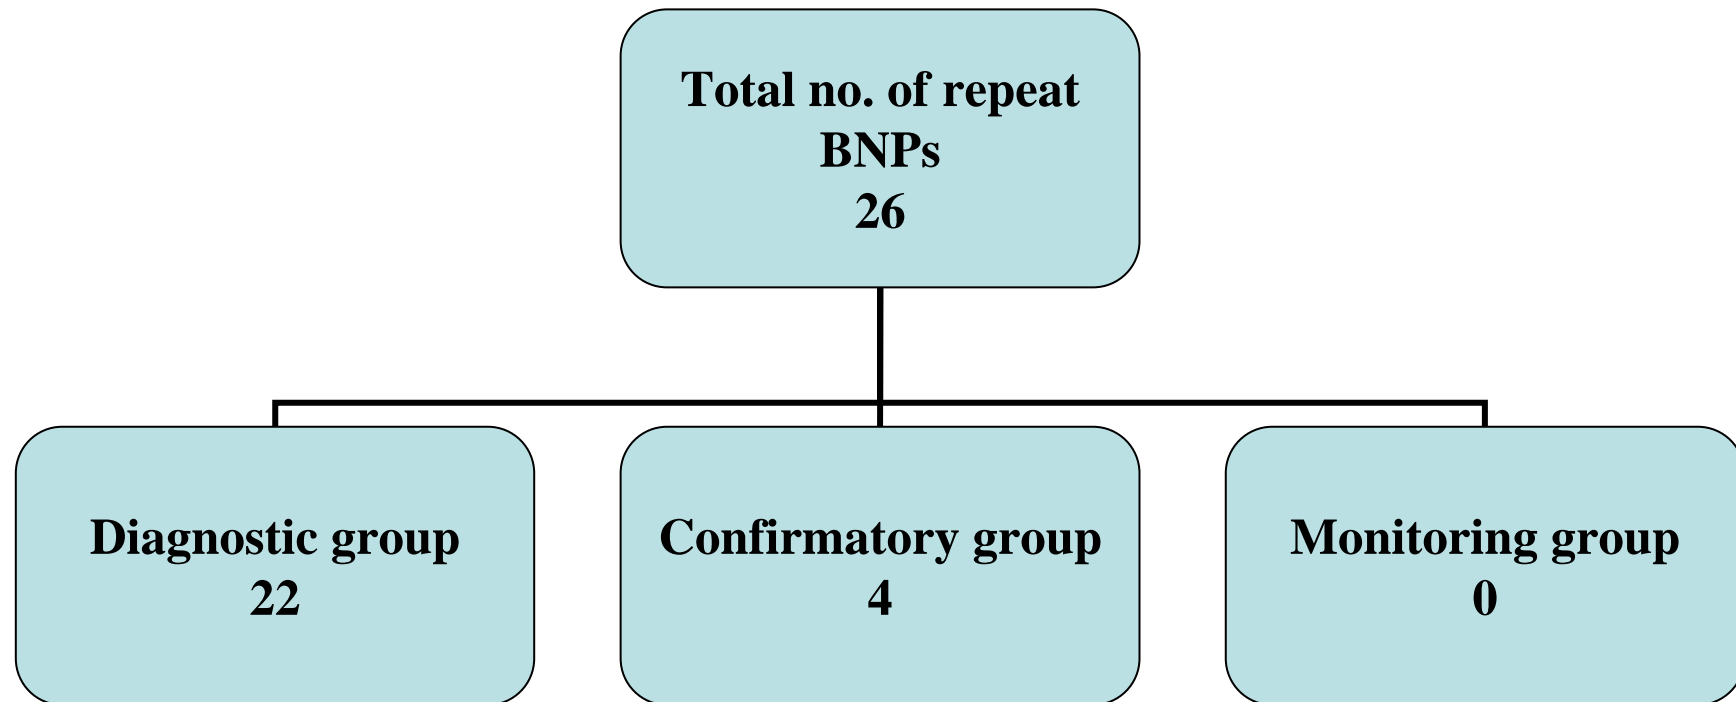 Total no. of repeat
BNPs
26
Diagnostic group
22
Confirmatory group
4
Monitoring group
0